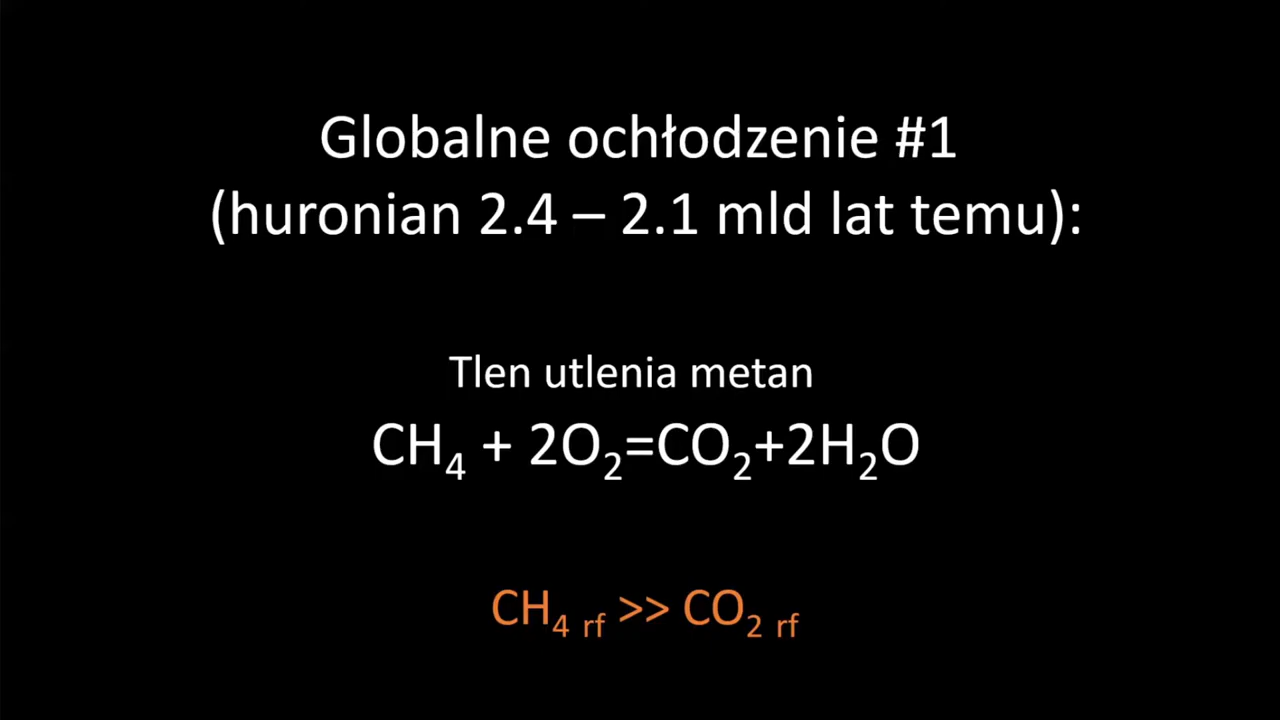 Globalne ochłodzenie #1
(huronian 2.4 – 2.1 mld lat temu):
Tlen utlenia metan
CH₄ + 2O₂=CO₂+2H₂O
CH₄ rf >> CO₂ rf